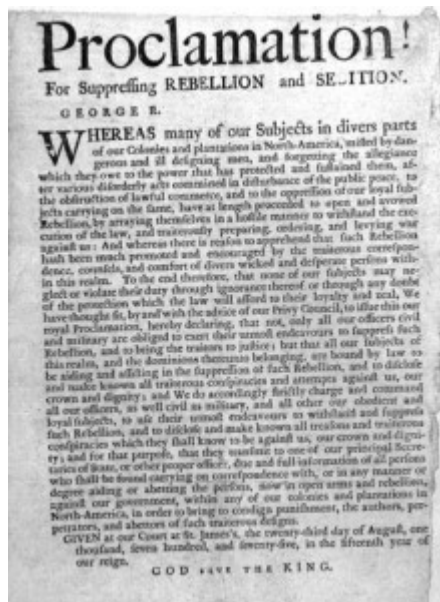 Proclamation!
For Suppreſſing REBELLION and SE ITION.
GEORGE R.
WHEREAS many of our Subjects in divers parts
of our Colonies and plantations in North-America, miſled by dan-
gerous and ill deſigning men, and forgetting the allegiance
which they owe to the power that has protected and ſuſtained them, af-
ter various diſorderly acts committed in diſturbance of the public peace, to
the obſtruction of lawful commerce, and to the oppreſſion of our loyal ſub-
jects carrying on the ſame, have at length proceeded to open and avowed
Rebellion, by arraying themſelves in a hoſtile manner to withſtand the exe-
cution of the law, and traitorouſly preparing, ordering, and levying war
againſt us: And whereas there is reaſon to apprehend that ſuch Rebellion
hath been much promoted and encouraged by the traiterous correſpon-
dence, counſels, and comfort of divers wicked and deſperate perſons with-
in this realm. To the end therefore, that none of our ſubjects may ne-
glect or violate their duty through ignorance thereof or through any doubt
of the protection which the law will afford to their loyalty and zeal, We
have thought fit, by and with the advice of our Privy Council, to iſſue this our
royal Proclamation, hereby declaring, that not only all our officers civil
and military are obliged to exert their utmoſt endeavours to ſuppreſs ſuch
Rebellion, and to bring the traitors to juſtice; but that all our Subjects of
this realm, and the dominions thereunto belonging, are bound by law to
be aiding and aſſiſting in the ſuppreſſion of ſuch Rebellion, and to diſcloſe
and make known all traitorous conſpiracies and attempts againſt us, our
crown and dignity; and We do accordingly ſtrictly charge and command
all our officers, as well civil as military, and all other our obedient and
loyal ſubjects, to uſe their utmoſt endeavours to withſtand and ſuppreſs
ſuch Rebellion, and to diſcloſe and make known all treaſons and traiterous
conſpiracies which they ſhall know to be againſt us, our crown and digni-
ty; and for that purpoſe, that they tranſmit to one of our principal Secre-
taries of State, or other proper officer, due and full information of all perſons
who ſhall be found carrying on correſpondence with, or in any manner or
degree aiding or abetting the perſons, now in open arms and rebellion,
againſt our government, within any of our colonies and plantations in
North-America, in order to bring to condign puniſhment, the authors, per-
petrators, and abettors of ſuch traiterous deſigns.
GIVEN at our Court at St. James's, the twenty-third day of Auguſt, one
thouſand, ſeven hundred, and ſeventy-five, in the fifteenth year of
our reign.
GOD SAVE THE KING.